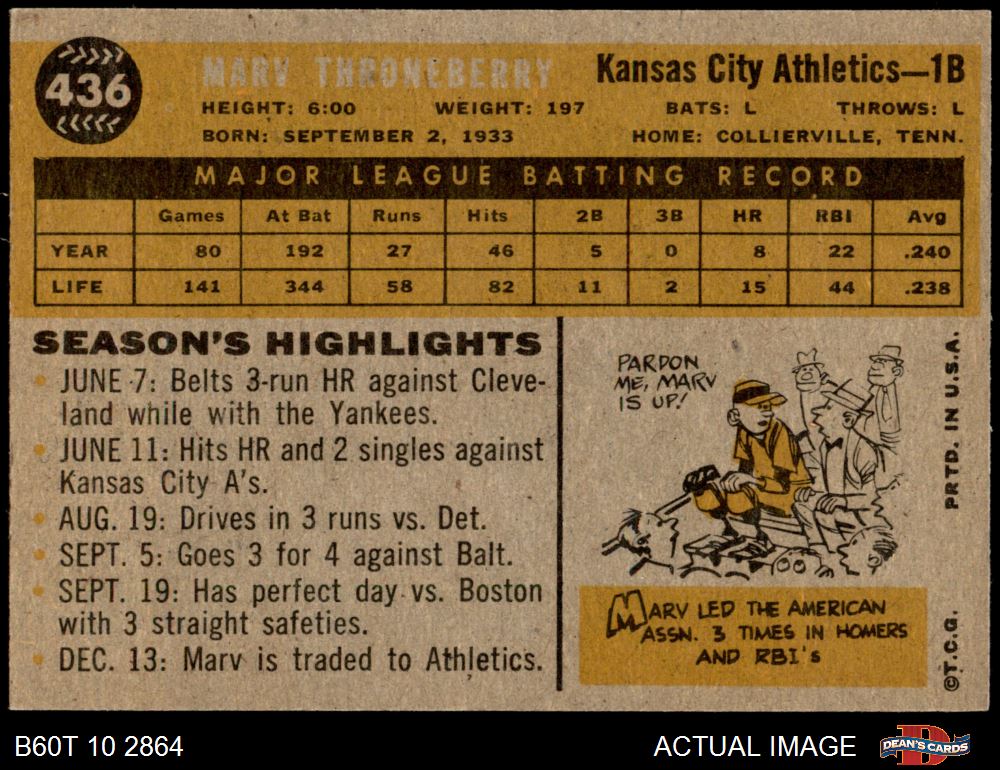 436
MARV THRONEBERRY
Kansas City Athletics—1B
HEIGHT: 6:00 WEIGHT: 197 BATS: L THROWS: L
BORN: SEPTEMBER 2, 1933 HOME: COLLIERVILLE, TENN.
MAJOR LEAGUE BATTING RECORD
Games At Bat Runs Hits 2B 3B HR RBI Avg
YEAR 80 192 27 46 5 0 8 22 .240
LIFE 141 344 58 82 11 2 15 44 .238
SEASON'S HIGHLIGHTS
• JUNE 7: Belts 3-run HR against Cleve-
land while with the Yankees.
• JUNE 11: Hits HR and 2 singles against
Kansas City A's.
• AUG. 19: Drives in 3 runs vs. Det.
• SEPT. 5: Goes 3 for 4 against Balt.
• SEPT. 19: Has perfect day vs. Boston
with 3 straight safeties.
• DEC. 13: Marv is traded to Athletics.
PARDON
ME, MARV
IS UP!
MARV LED THE AMERICAN
ASSN. 3 TIMES IN HOMERS
AND RBI's
©T.C.G. PRTD. IN U.S.A.
B60T 10 2864
ACTUAL IMAGE
D
DEAN'S CARDS